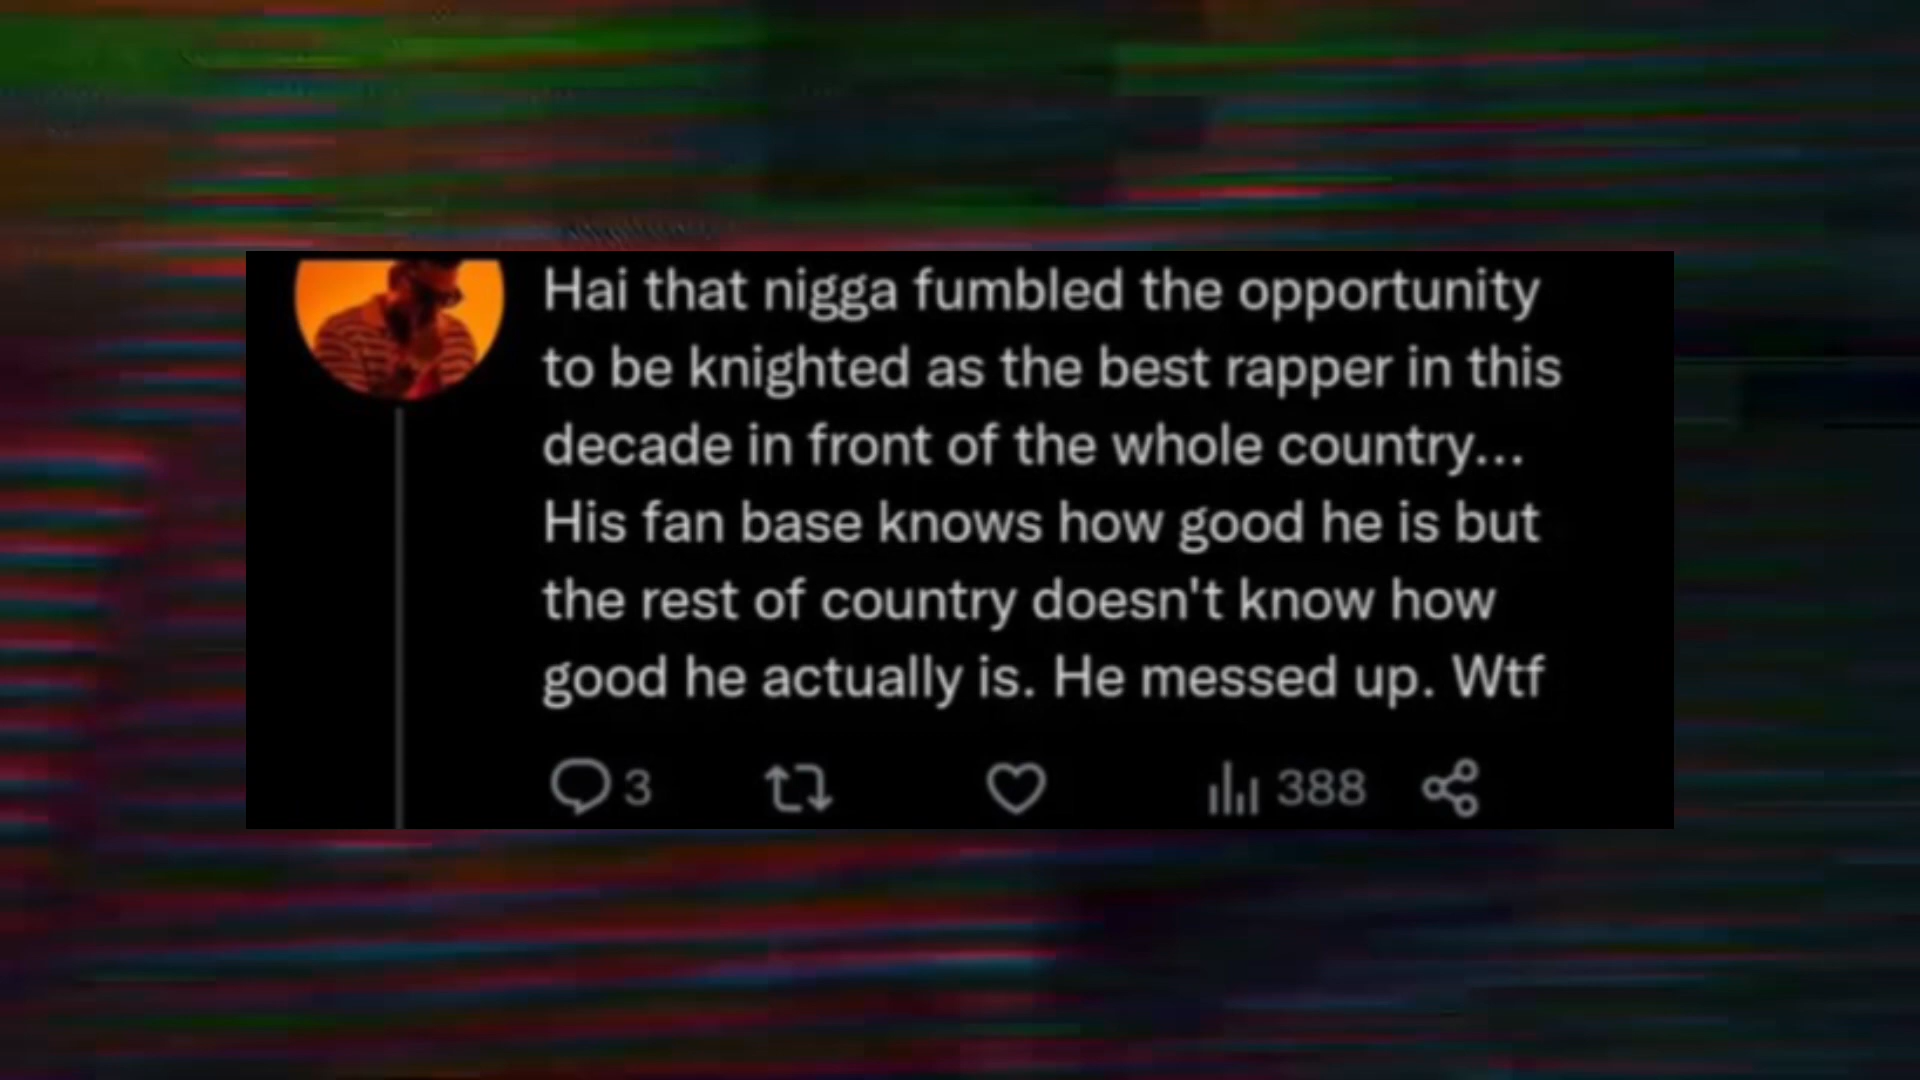 Hai that nigga fumbled the opportunity
to be knighted as the best rapper in this
decade in front of the whole country...
His fan base knows how good he is but
the rest of country doesn't know how
good he actually is. He messed up. Wtf
3 388